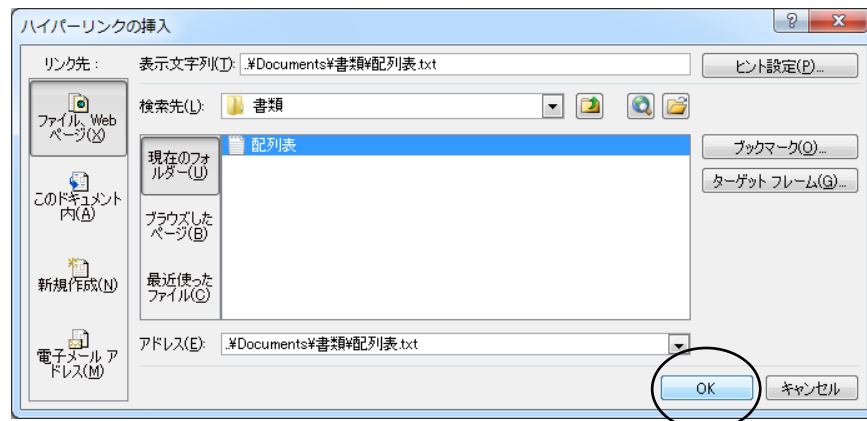 ハイパーリンクの挿入
リンク先：
表示文字列(T): .¥Documents¥書類¥配列表.txt
ヒント設定(P)...
ファイル、Web
ページ(X)
検索先(L):
書類
現在のフォ
ルダー(U)
配列表
ブックマーク(O)...
ターゲット フレーム(G)...
このドキュメント
内(A)
ブラウズした
ページ(B)
新規作成(N)
最近使った
ファイル(C)
電子メール ア
ドレス(M)
アドレス(E): .¥Documents¥書類¥配列表.txt
OK
キャンセル